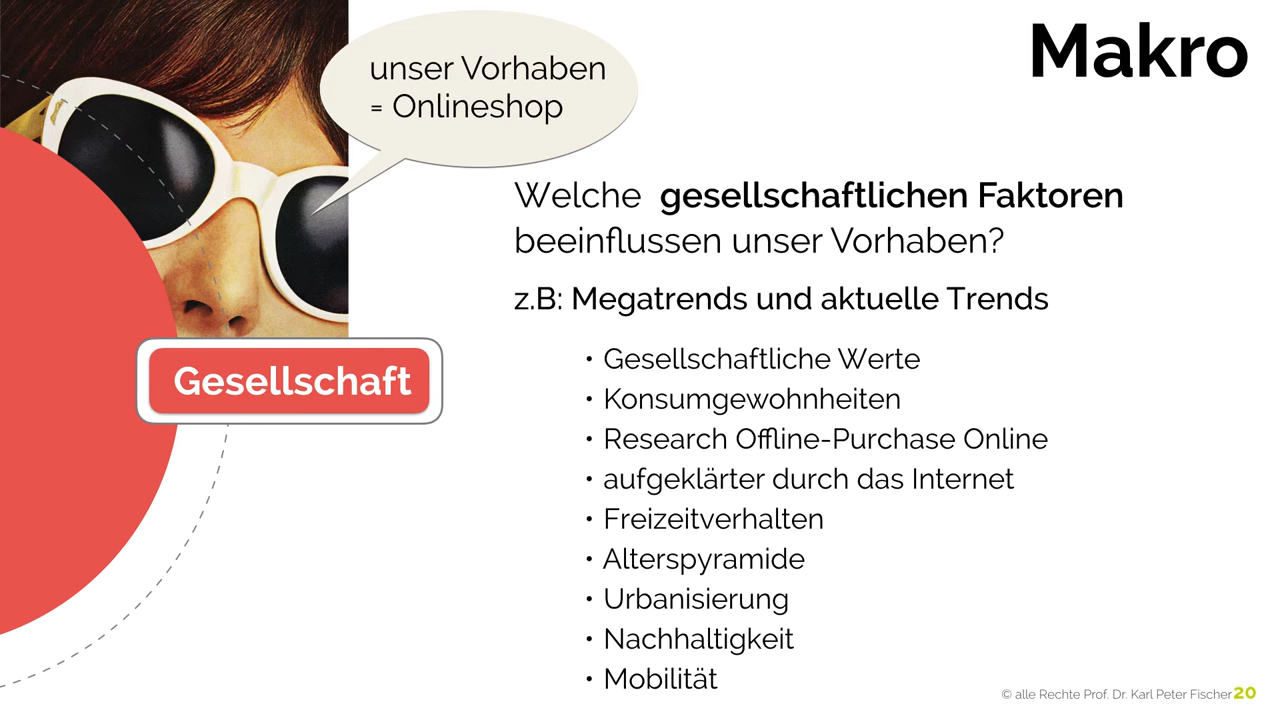 unser Vorhaben
= Onlineshop
Makro
Welche gesellschaftlichen Faktoren
beeinflussen unser Vorhaben?
z.B: Megatrends und aktuelle Trends
• Gesellschaftliche Werte
• Konsumgewohnheiten
• Research Offline-Purchase Online
• aufgeklärter durch das Internet
• Freizeitverhalten
• Alterspyramide
• Urbanisierung
• Nachhaltigkeit
• Mobilität
Gesellschaft
© alle Rechte Prof. Dr. Karl Peter Fischer 20